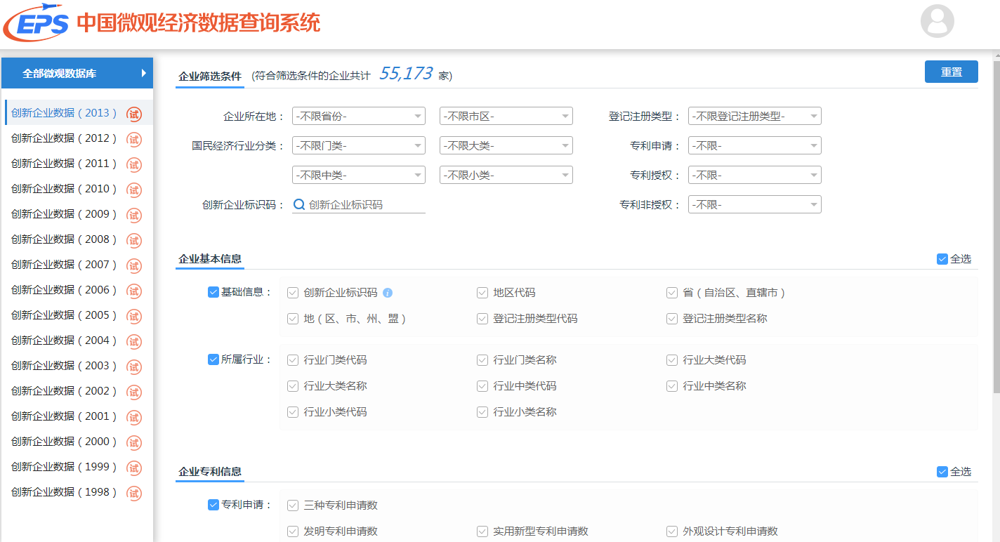 EPS 中国微观经济数据查询系统
全部微观数据库
创新企业数据（2013） 试
创新企业数据（2012） 试
创新企业数据（2011） 试
创新企业数据（2010） 试
创新企业数据（2009） 试
创新企业数据（2008） 试
创新企业数据（2007） 试
创新企业数据（2006） 试
创新企业数据（2005） 试
创新企业数据（2004） 试
创新企业数据（2003） 试
创新企业数据（2002） 试
创新企业数据（2001） 试
创新企业数据（2000） 试
创新企业数据（1999） 试
创新企业数据（1998） 试
企业筛选条件 (符合筛选条件的企业共计 55,173 家) 重置
企业所在地： -不限省份- -不限市区- 登记注册类型： -不限登记注册类型-
国民经济行业分类： -不限门类- -不限大类- 专利申请： -不限-
-不限中类- -不限小类- 专利授权： -不限-
创新企业标识码： 创新企业标识码 专利非授权： -不限-
企业基本信息 全选
基础信息： 创新企业标识码 i 地区代码 省（自治区、直辖市）
地（区、市、州、盟） 登记注册类型代码 登记注册类型名称
所属行业： 行业门类代码 行业门类名称 行业大类代码
行业大类名称 行业中类代码 行业中类名称
行业小类代码 行业小类名称
企业专利信息 全选
专利申请： 三种专利申请数
发明专利申请数 实用新型专利申请数 外观设计专利申请数